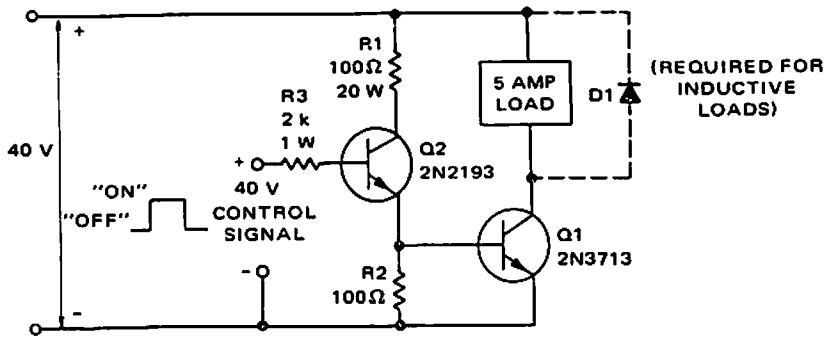 +
R1
100Ω
20 W
5 AMP
LOAD
D1
(REQUIRED FOR
INDUCTIVE
LOADS)
R3
2 k
1 W
40 V
+
40 V
Q2
2N2193
"ON"
"OFF"
CONTROL
SIGNAL
Q1
2N3713
R2
100Ω
-
-